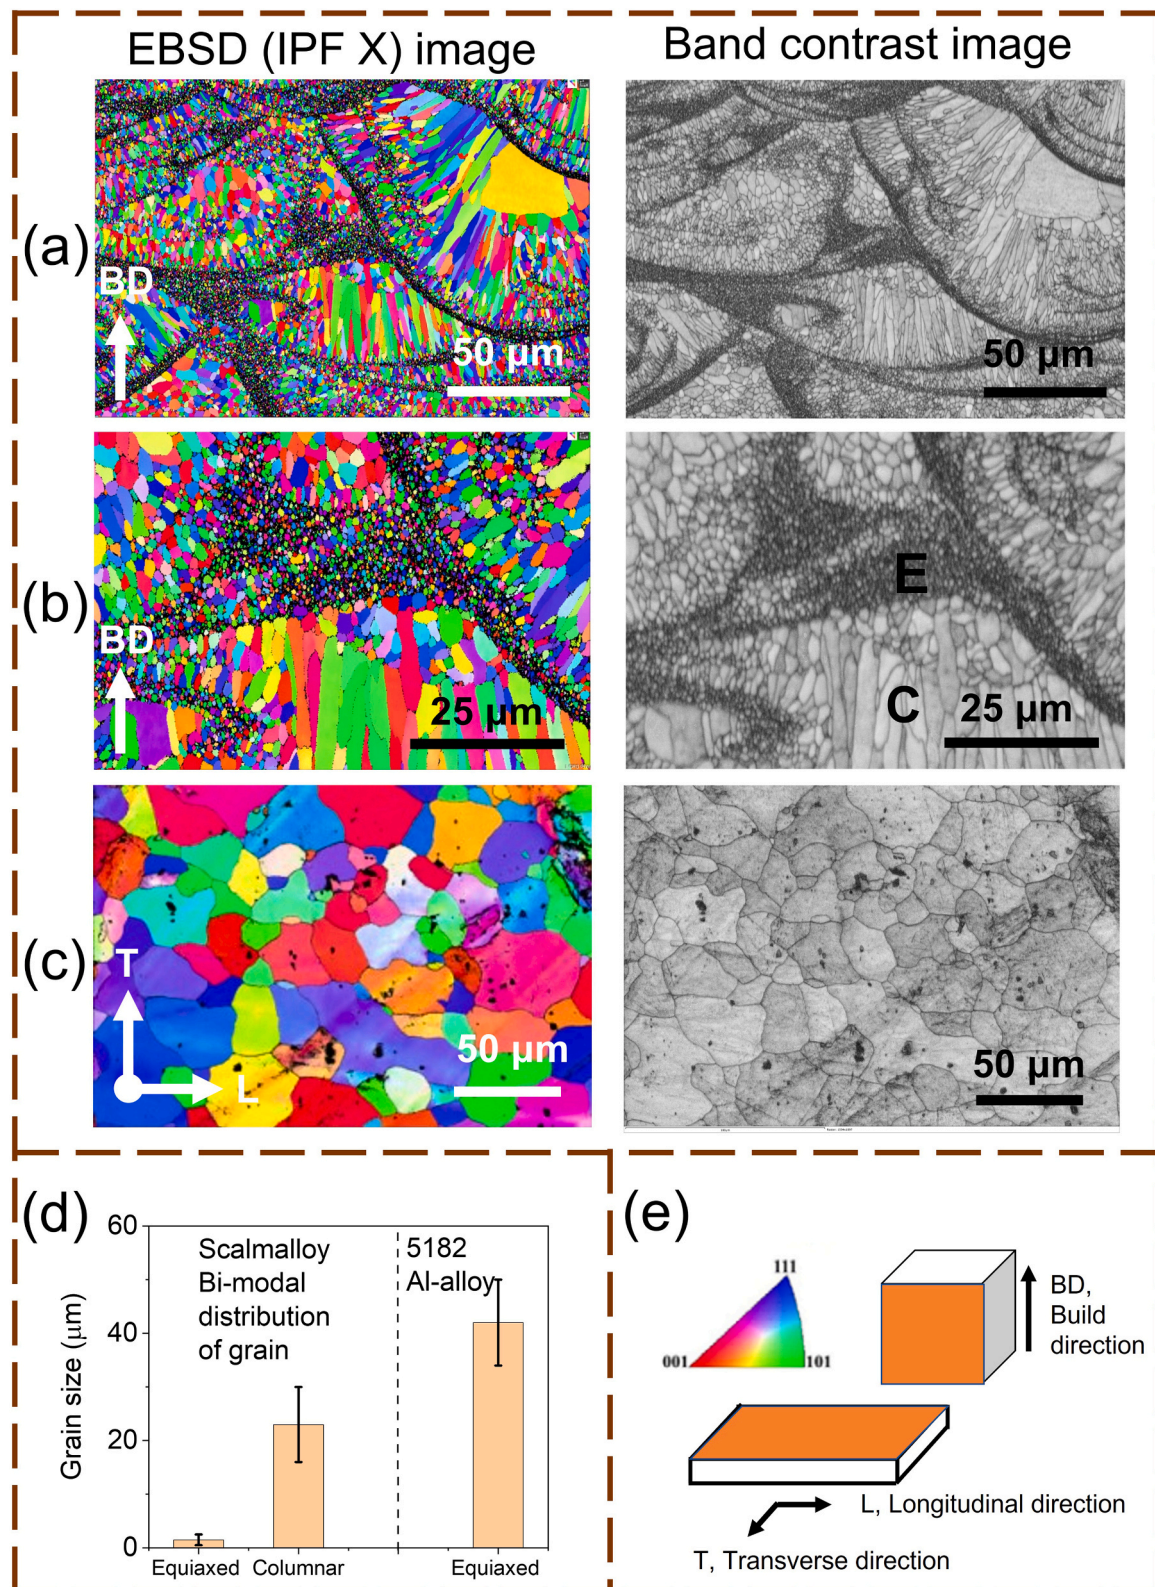 EBSD (IPF X) image
Band contrast image
(a)
BD
50 μm
50 μm
(b)
BD
25 μm
E
C
25 μm
(c)
T
L
50 μm
50 μm
(d)
60
40
20
0
Grain size (μm)
Scalmalloy
Bi-modal
distribution
of grain
5182
Al-alloy
Equiaxed
Columnar
Equiaxed
(e)
111
001
101
BD,
Build
direction
L, Longitudinal direction
T, Transverse direction